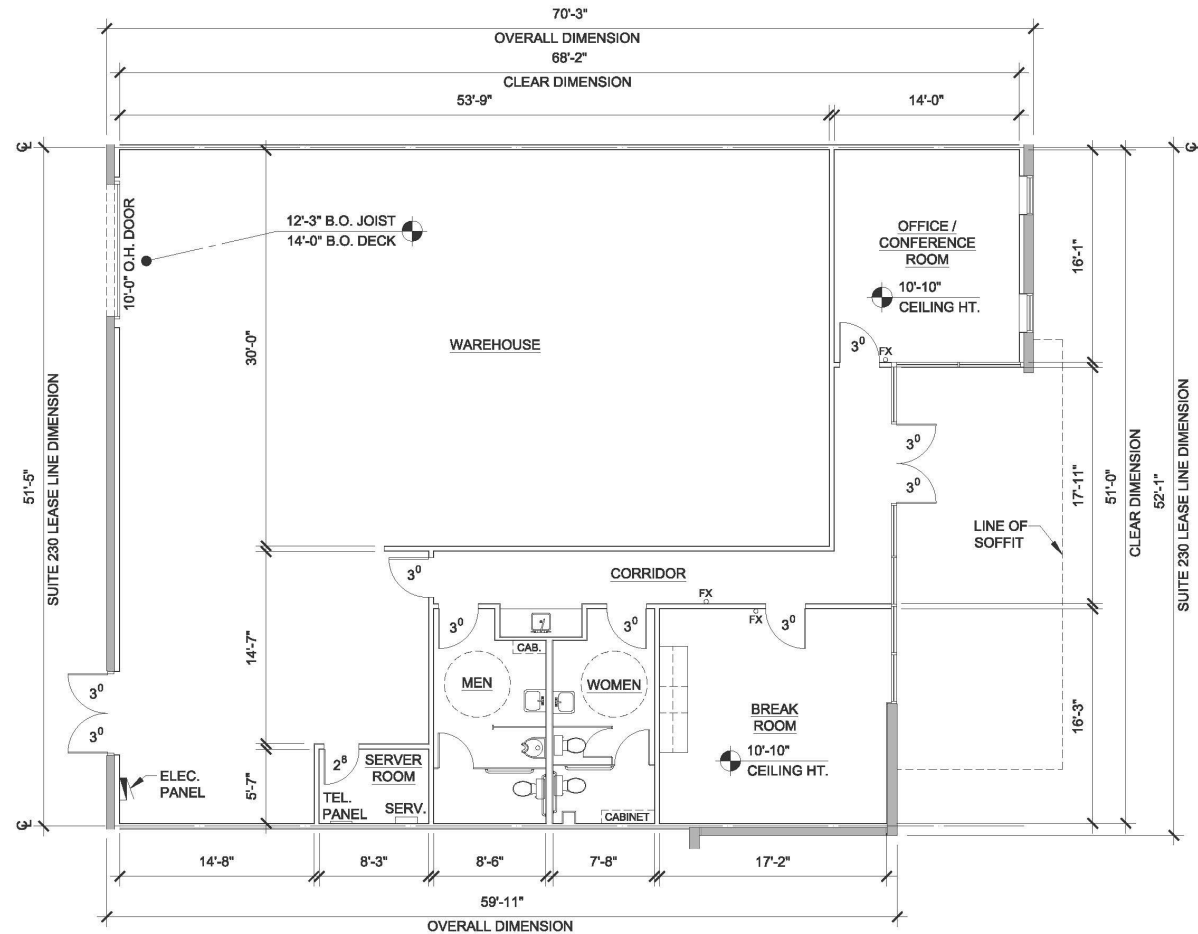 70'-3"
OVERALL DIMENSION
68'-2"
CLEAR DIMENSION
53'-9"
14'-0"
℄
℄
10'-0" O.H. DOOR
12'-3" B.O. JOIST
14'-0" B.O. DECK
OFFICE /
CONFERENCE
ROOM
10'-10"
CEILING HT.
16'-1"
30'-0"
WAREHOUSE
3⁰
FX
51'-5"
SUITE 230 LEASE LINE DIMENSION
3⁰
3⁰
17'-11"
51'-0"
CLEAR DIMENSION
52'-1"
SUITE 230 LEASE LINE DIMENSION
LINE OF
SOFFIT
CORRIDOR
3⁰
FX
FX
3⁰
3⁰
3⁰
CAB.
14'-7"
MEN
WOMEN
3⁰
3⁰
BREAK
ROOM
16'-3"
10'-10"
CEILING HT.
2⁸
SERVER
ROOM
ELEC.
PANEL
5'-7"
TEL.
PANEL
SERV.
CABINET
℄
14'-8"
8'-3"
8'-6"
7'-8"
17'-2"
59'-11"
OVERALL DIMENSION